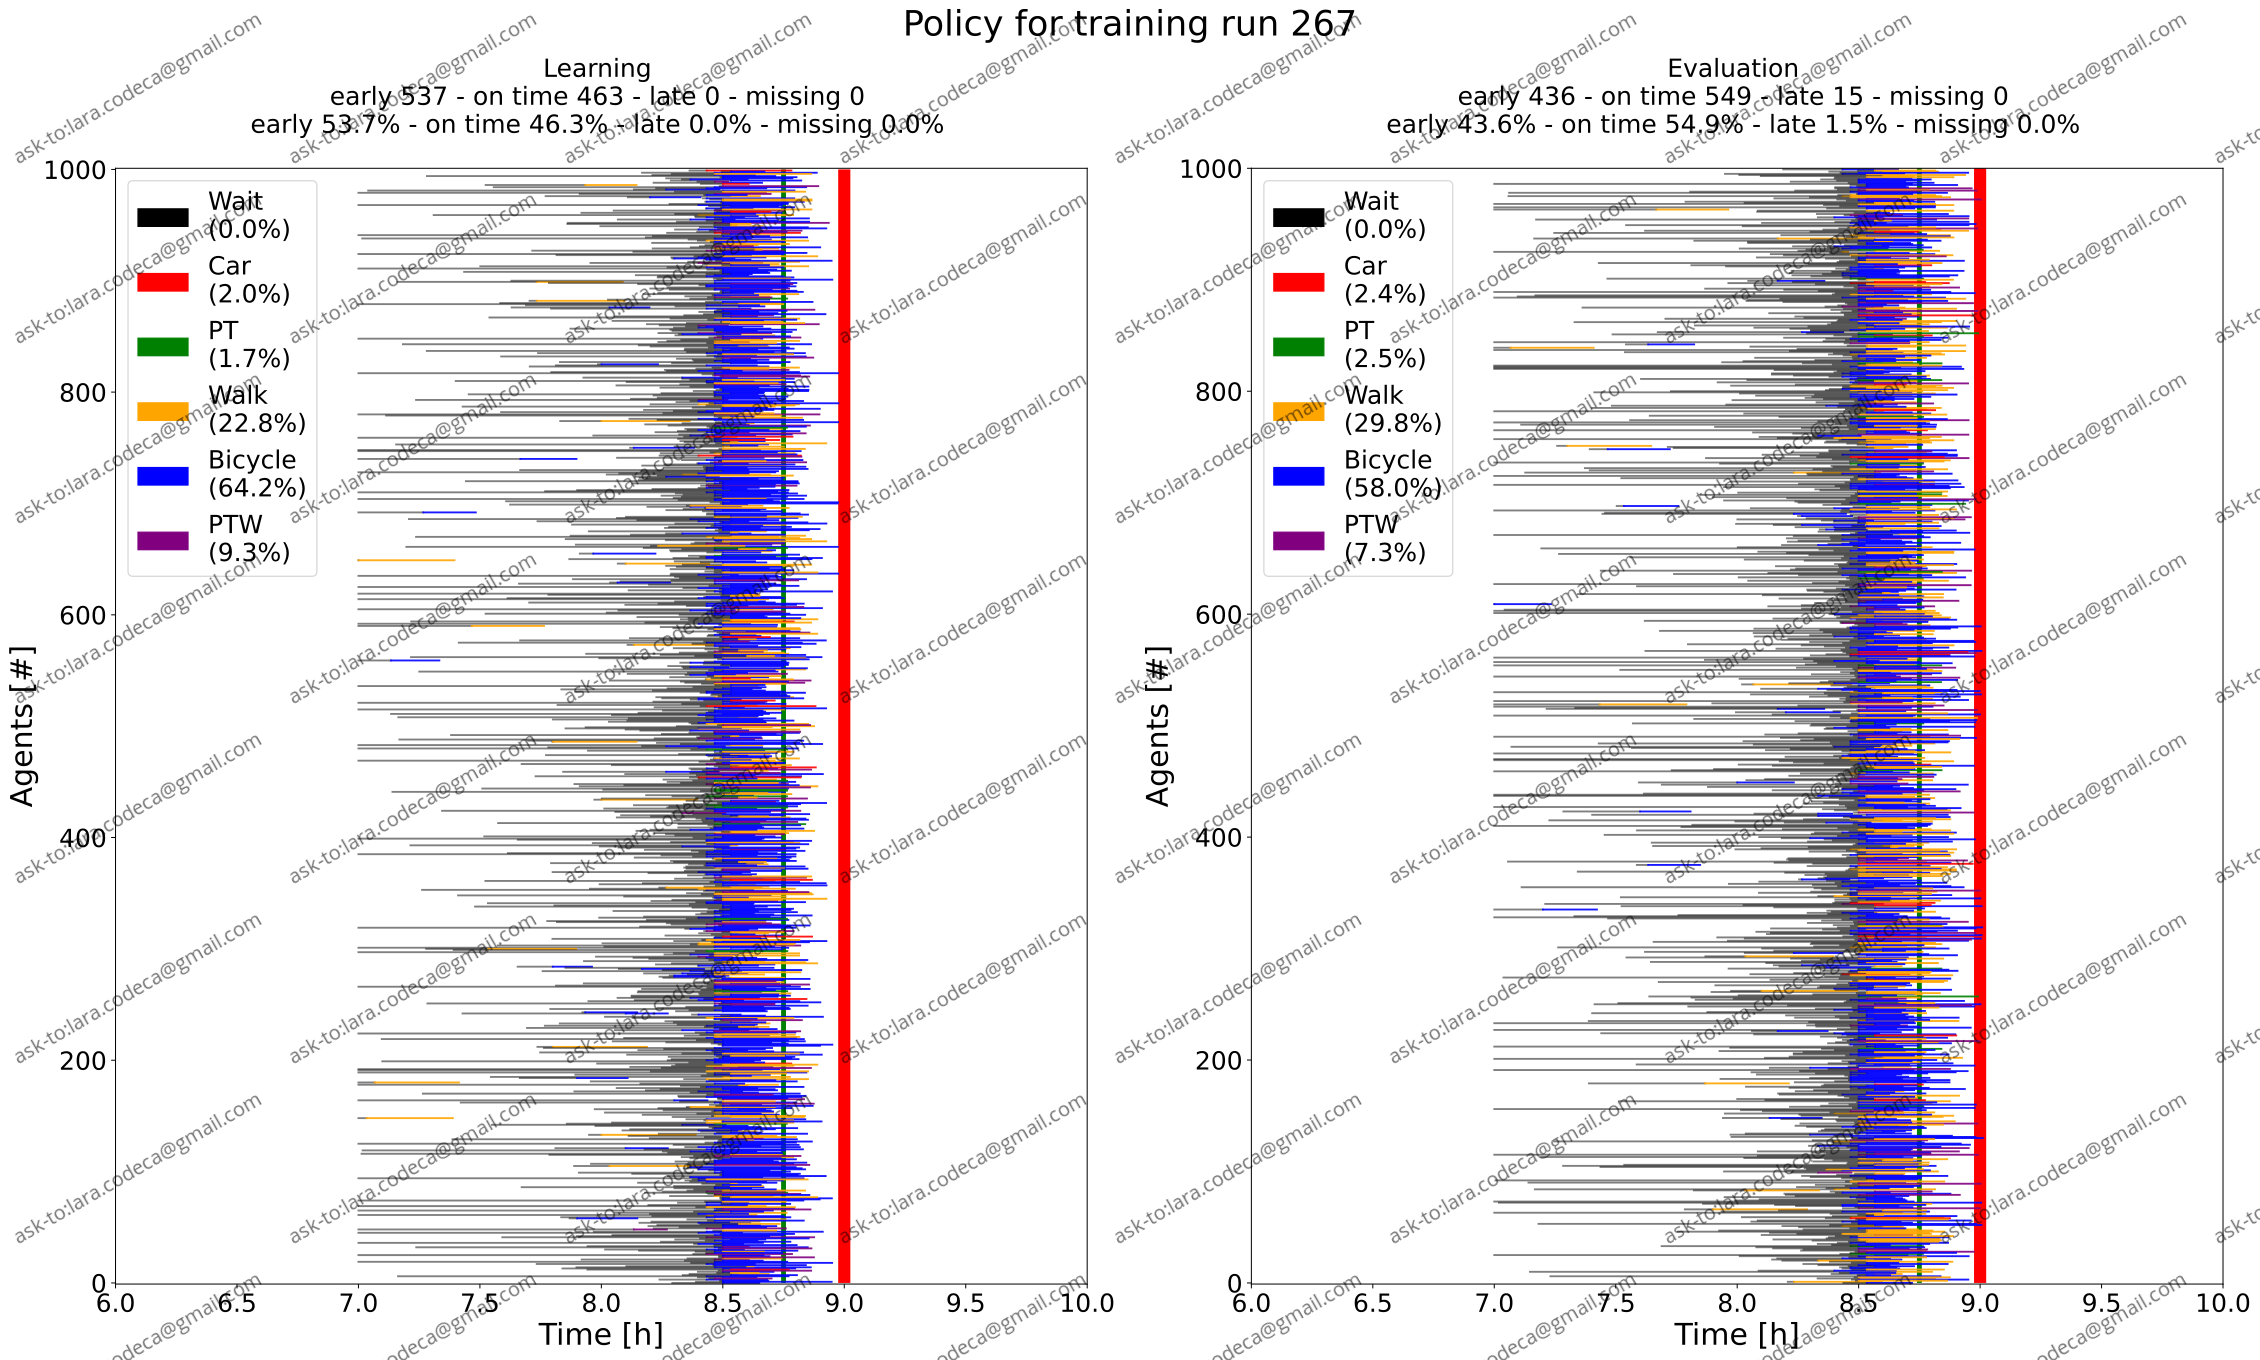 Policy for training run 267
Learning
early 537 - on time 463 - late 0 - missing 0
early 53.7% - on time 46.3% - late 0.0% - missing 0.0%
Wait
(0.0%)
Car
(2.0%)
PT
(1.7%)
Walk
(22.8%)
Bicycle
(64.2%)
PTW
(9.3%)
1000
800
600
400
200
0
Agents [#]
6.0 6.5 7.0 7.5 8.0 8.5 9.0 9.5 10.0
Time [h]
Evaluation
early 436 - on time 549 - late 15 - missing 0
early 43.6% - on time 54.9% - late 1.5% - missing 0.0%
Wait
(0.0%)
Car
(2.4%)
PT
(2.5%)
Walk
(29.8%)
Bicycle
(58.0%)
PTW
(7.3%)
1000
800
600
400
200
0
Agents [#]
6.0 6.5 7.0 7.5 8.0 8.5 9.0 9.5 10.0
Time [h]
ask-to:lara.codeca@gmail.com